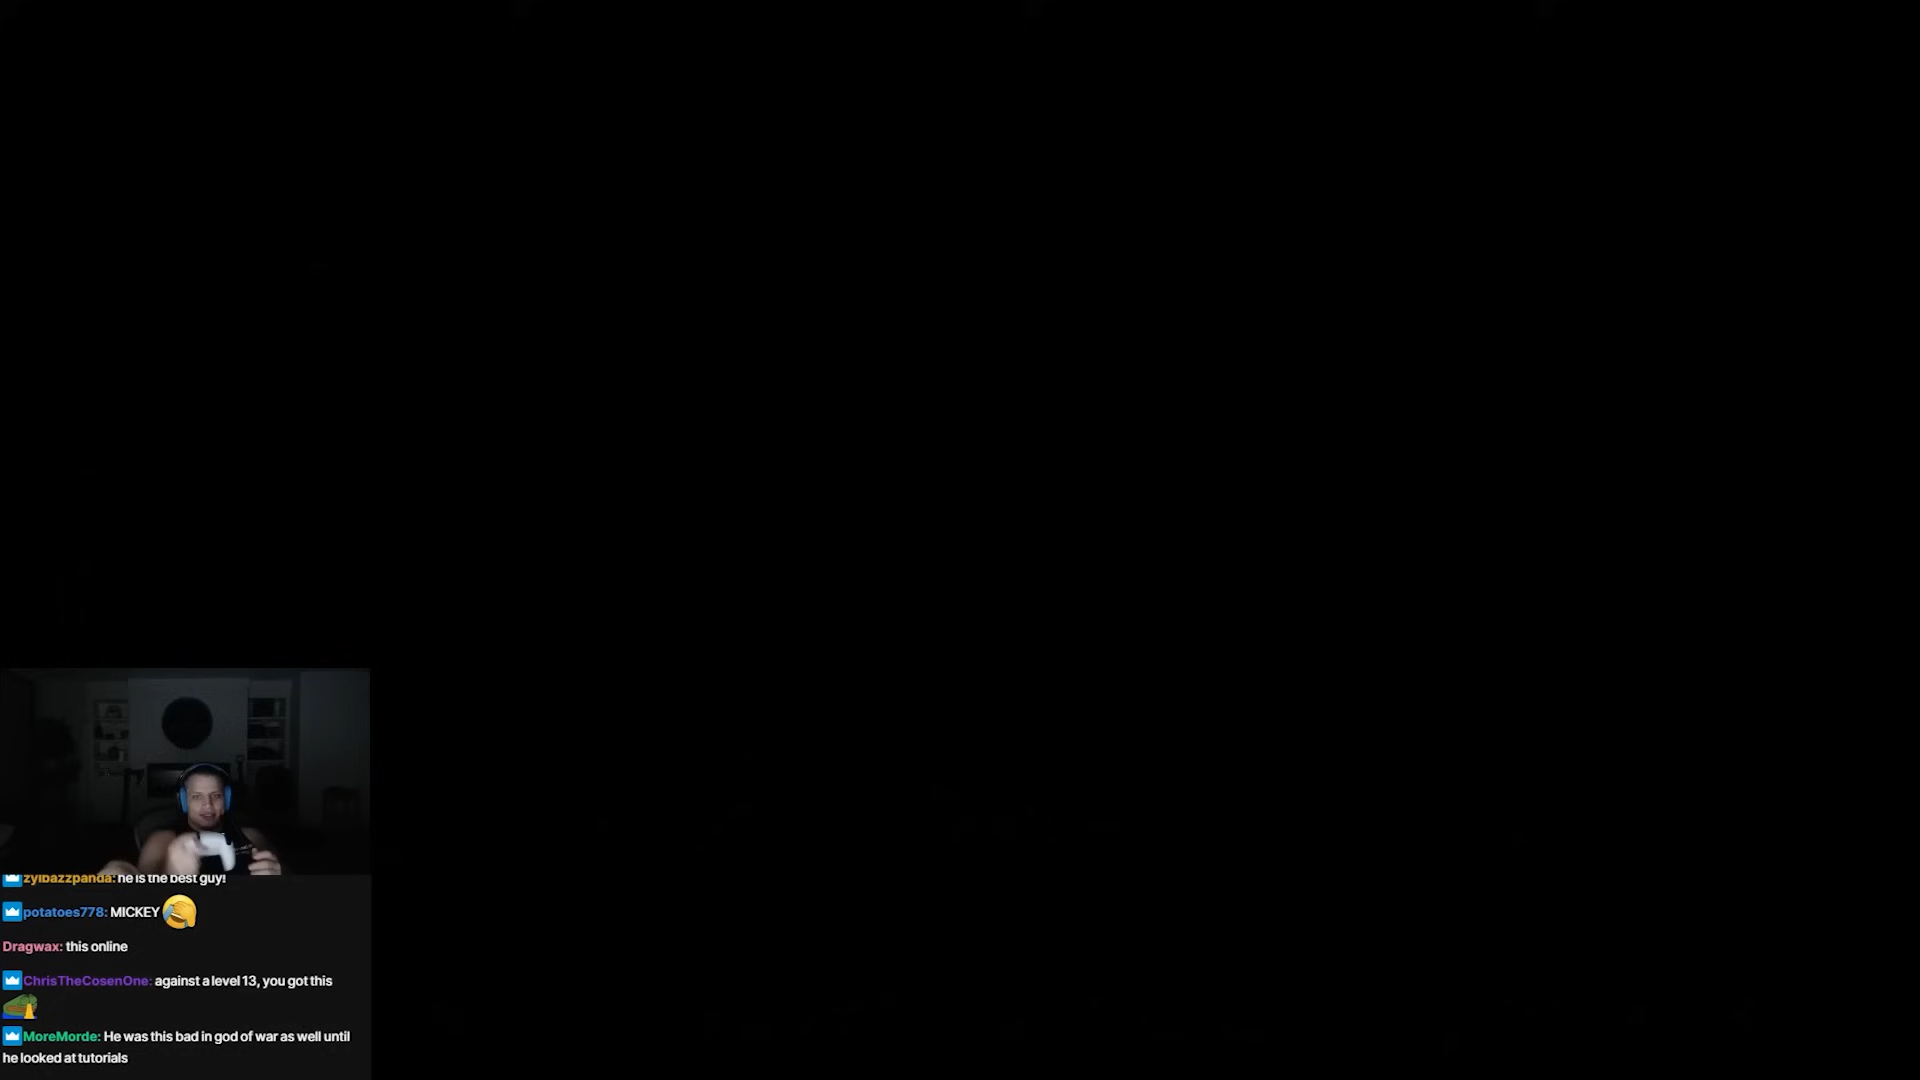 zylbazzpanda: he is the best guy!
potatoes778: MICKEY
Dragwax: this online
ChrisTheCosenOne: against a level 13, you got this
MoreMorde: He was this bad in god of war as well until
he looked at tutorials